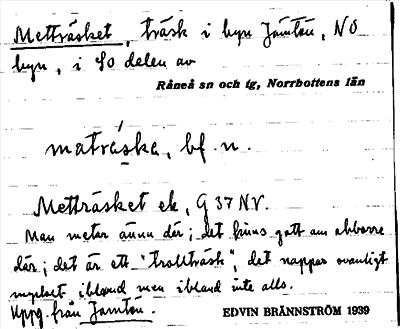 Metträsket, träsk i byn Jämtön, NO
byn, i SO delen av
Råneå sn och tg, Norrbottens län
matráska, bf. n.
Metträsket ek, G 37 NV.
Man metar ännu där; det finns gott om abborre
där; det är ett "trollträsk", det nappar ovanligt
mycket ibland men ibland inte alls.
Uppg. från Jämtön.
EDVIN BRÄNNSTRÖM 1939